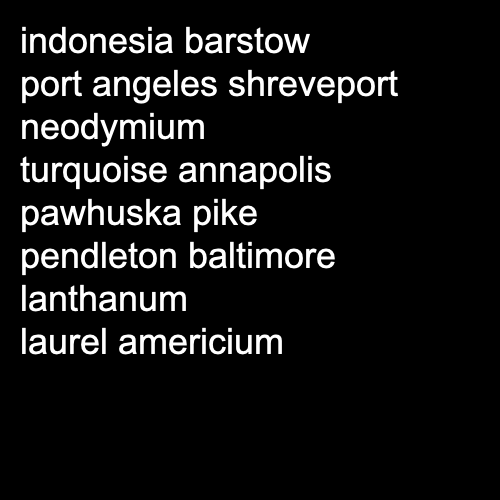 indonesia barstow
port angeles shreveport
neodymium
turquoise annapolis
pawhuska pike
pendleton baltimore
lanthanum
laurel americium